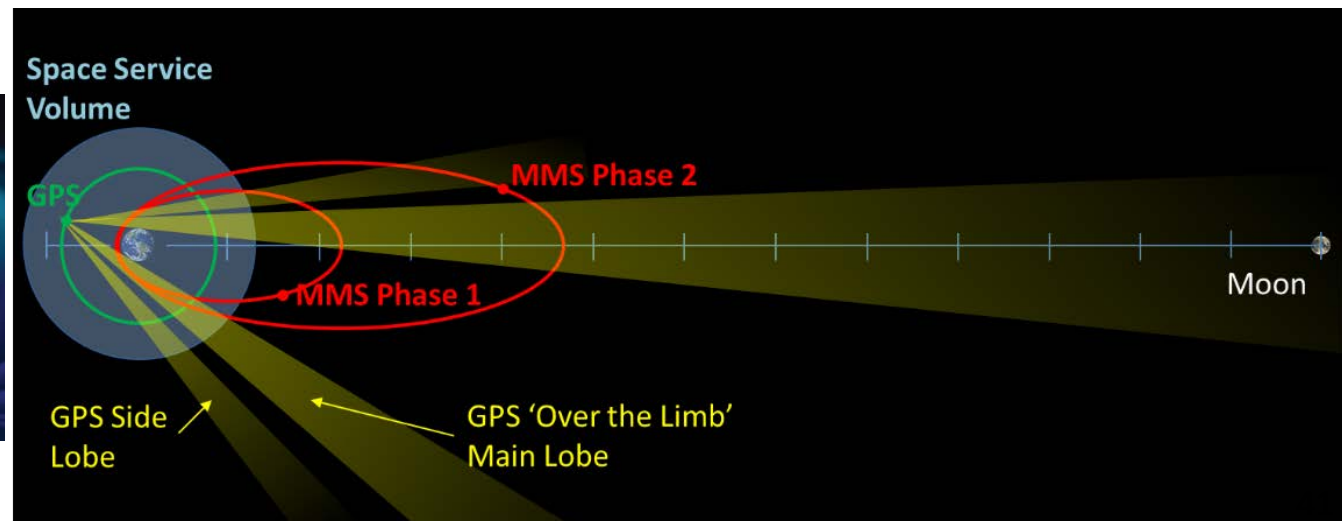 Space Service
Volume
GPS
MMS Phase 2
MMS Phase 1
Moon
GPS Side
Lobe
GPS ‘Over the Limb’
Main Lobe